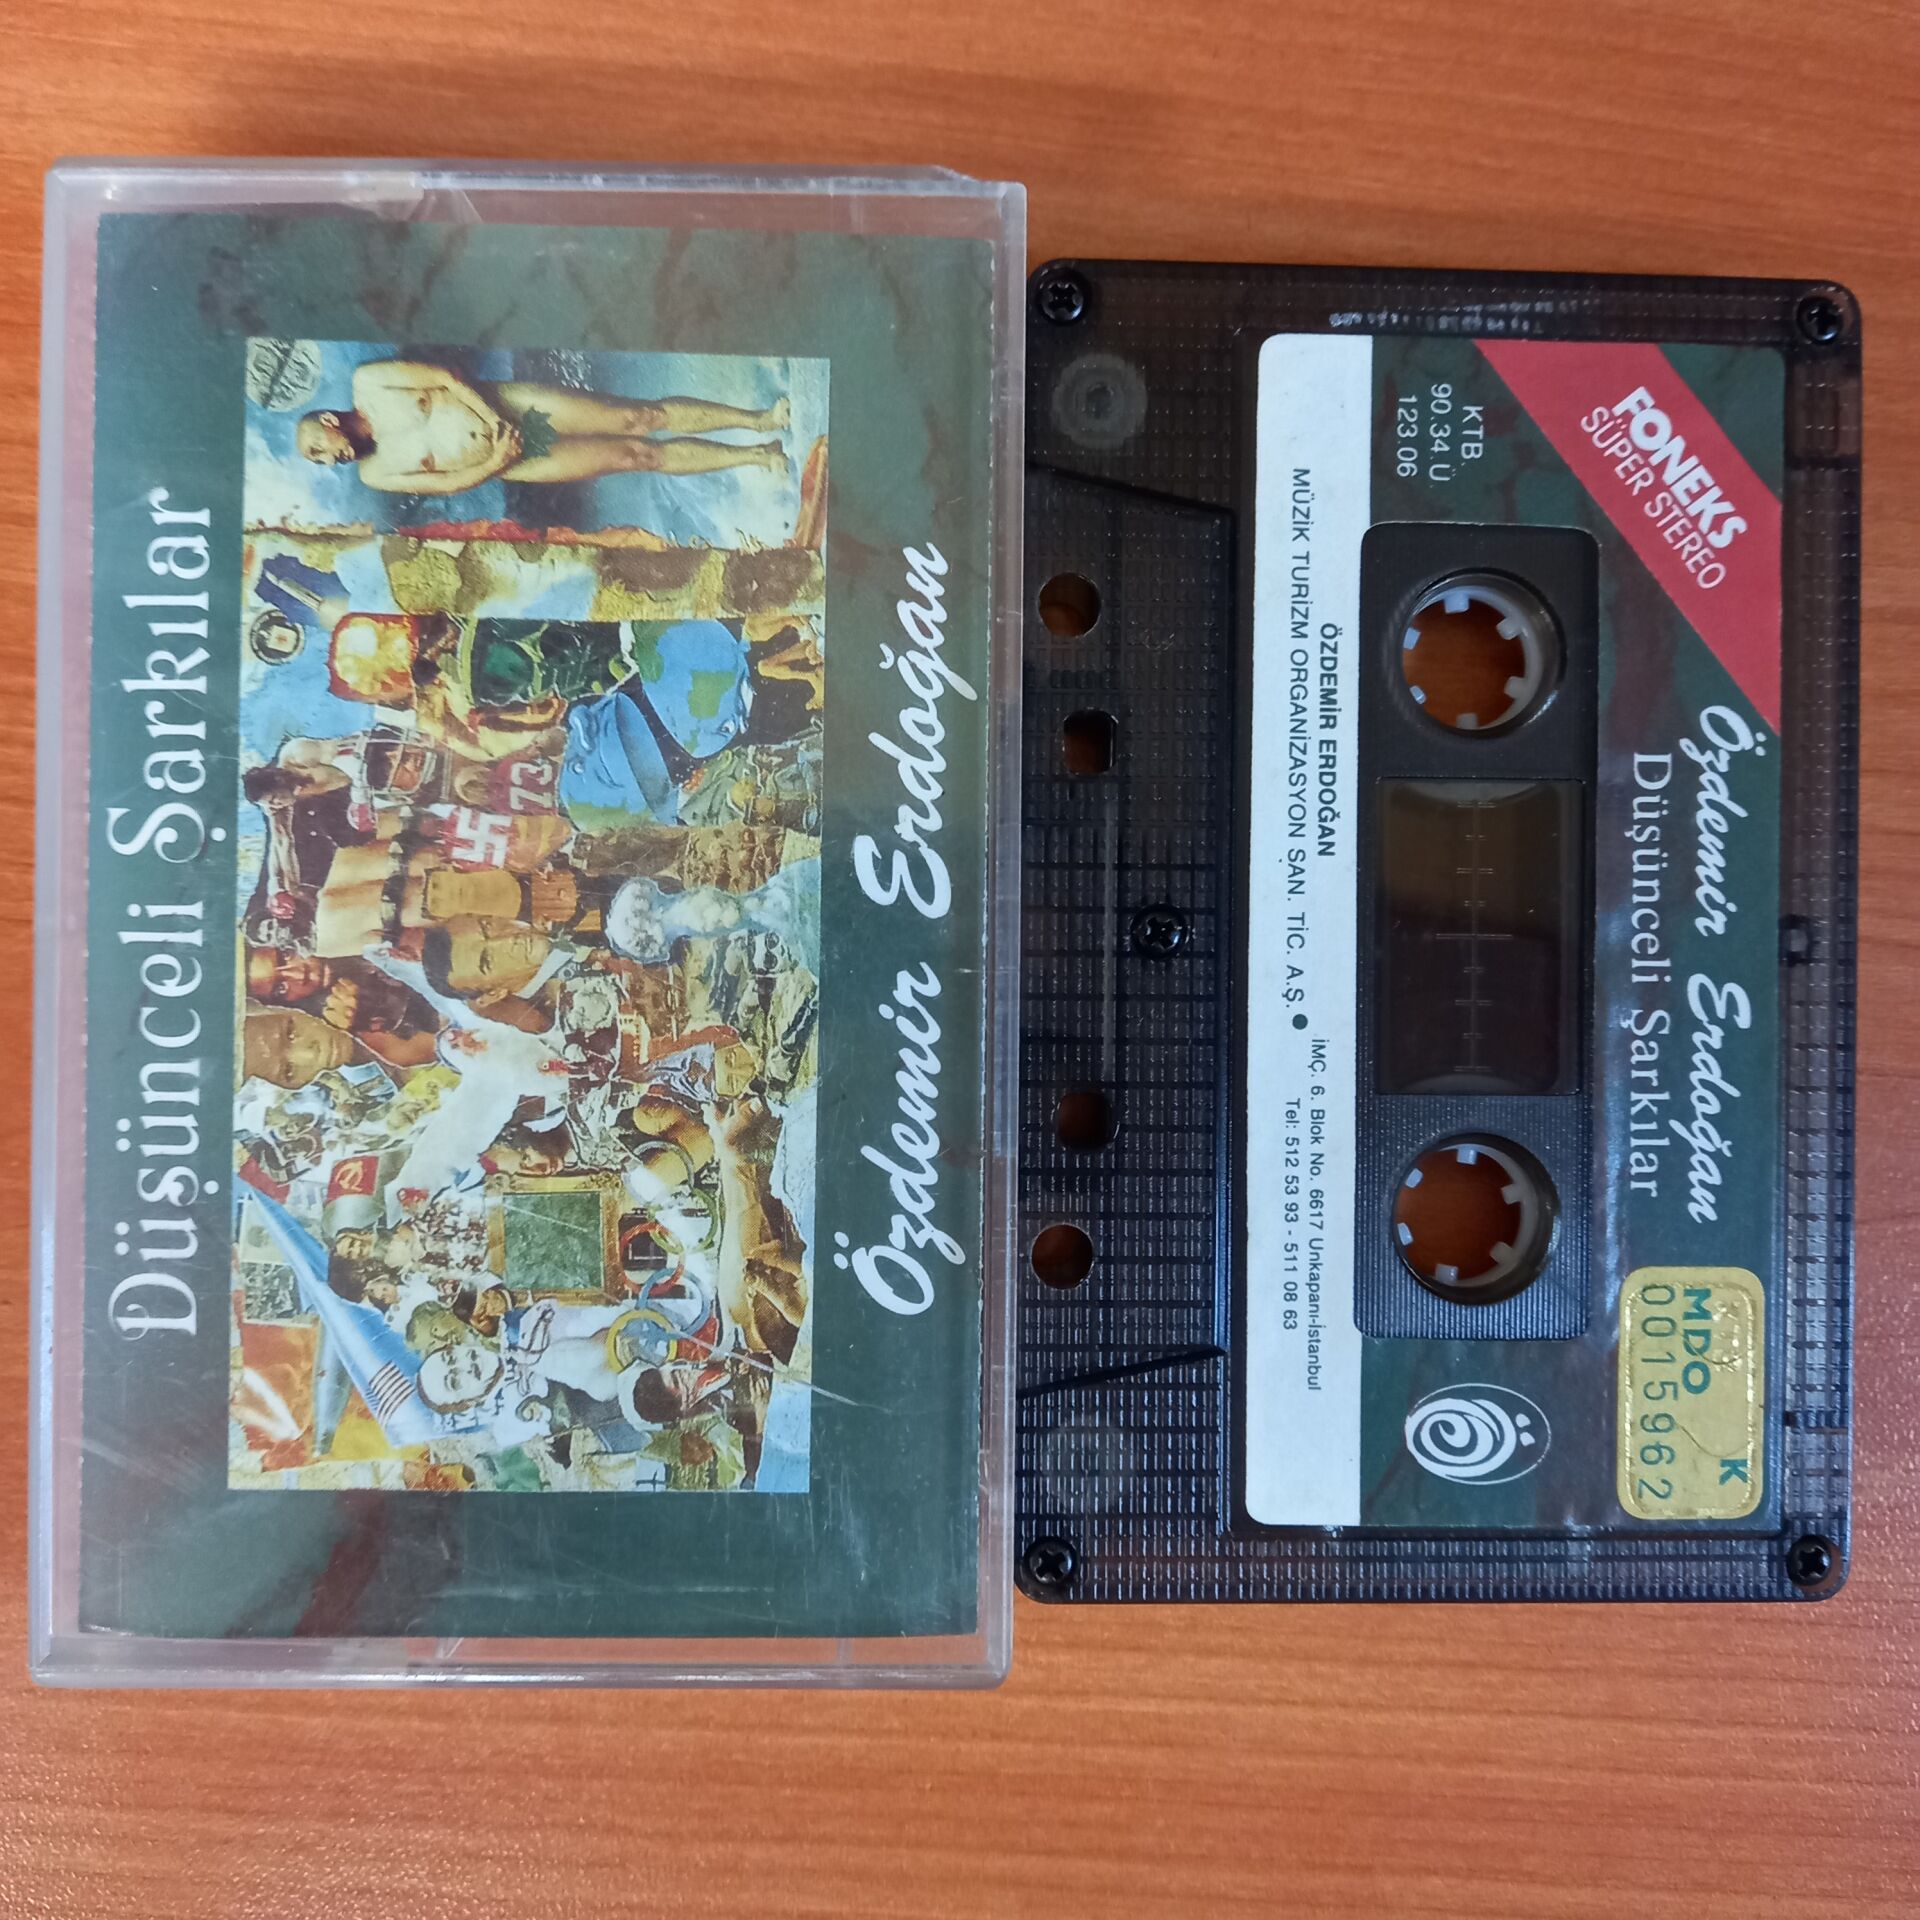 Düşünceli Şarkılar
73
Özdemir Erdoğan
FONEKS
SÜPER STEREO
KTB.
90.34.Ü.
123.06
Özdemir Erdoğan
Düşünceli Şarkılar
MDO K
0015962
ÖZDEMİR ERDOĞAN
MÜZİK TURİZM ORGANİZASYON SAN. TİC. A.Ş. ●
İMÇ. 6. Blok No. 6617 Unkapanı-İstanbul
Tel: 512 53 93 - 511 08 63